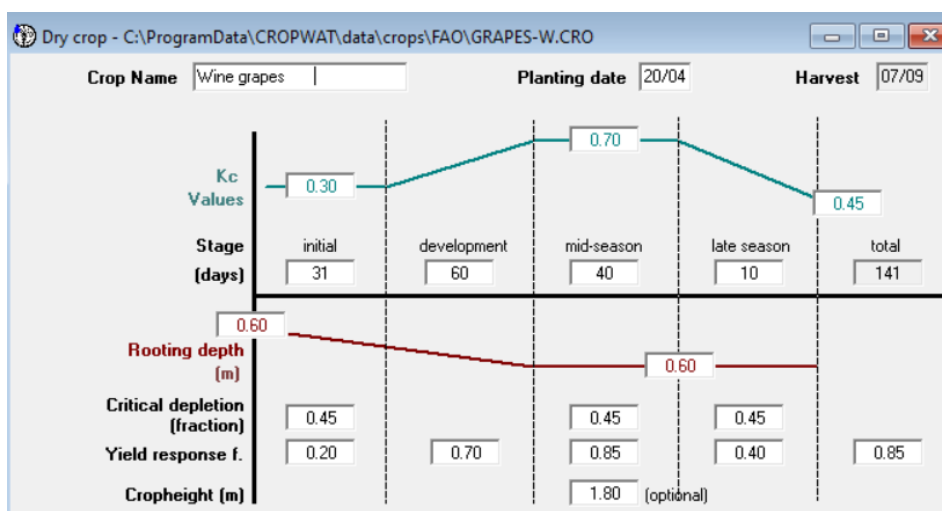 Dry crop - C:\ProgramData\CROPWAT\data\crops\FAO\GRAPES-W.CRO
Crop Name Wine grapes Planting date 20/04 Harvest 07/09
0.70
Kc 0.30
Values 0.45
Stage initial development mid-season late season total
(days) 31 60 40 10 141
0.60
Rooting depth 0.60
(m)
Critical depletion
(fraction) 0.45 0.45 0.45
Yield response f. 0.20 0.70 0.85 0.40 0.85
Cropheight (m) 1.80 (optional)